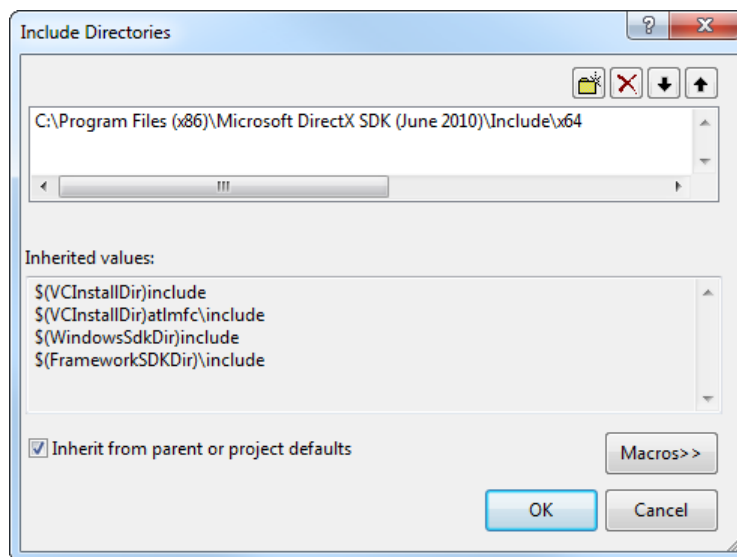 Include Directories
C:\Program Files (x86)\Microsoft DirectX SDK (June 2010)\Include\x64
Inherited values:
$(VCInstallDir)include
$(VCInstallDir)atlmfc\include
$(WindowsSdkDir)include
$(FrameworkSDKDir)\include
Inherit from parent or project defaults
Macros>>
OK
Cancel